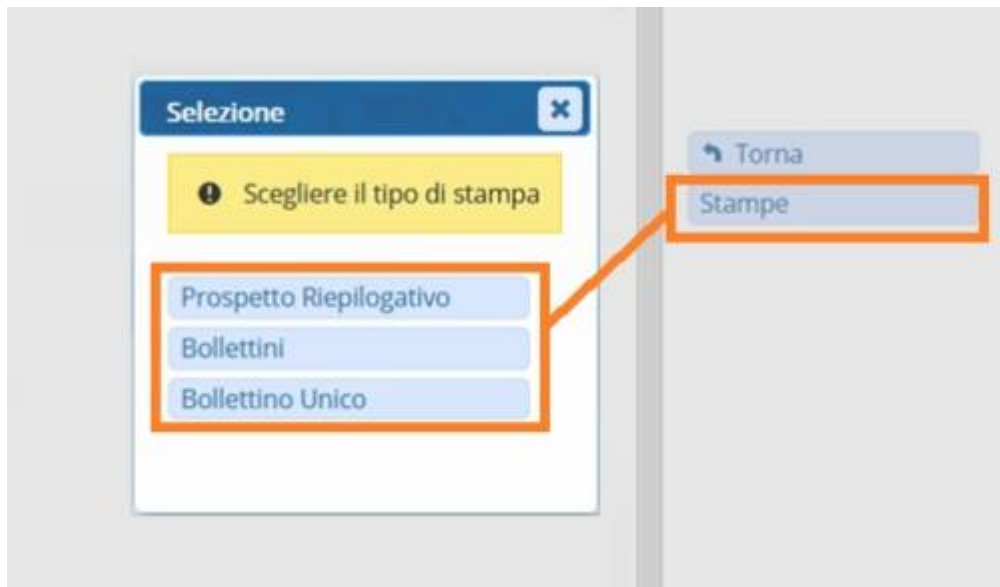 Selezione
Scegliere il tipo di stampa
Prospetto Riepilogativo
Bollettini
Bollettino Unico
Torna
Stampe